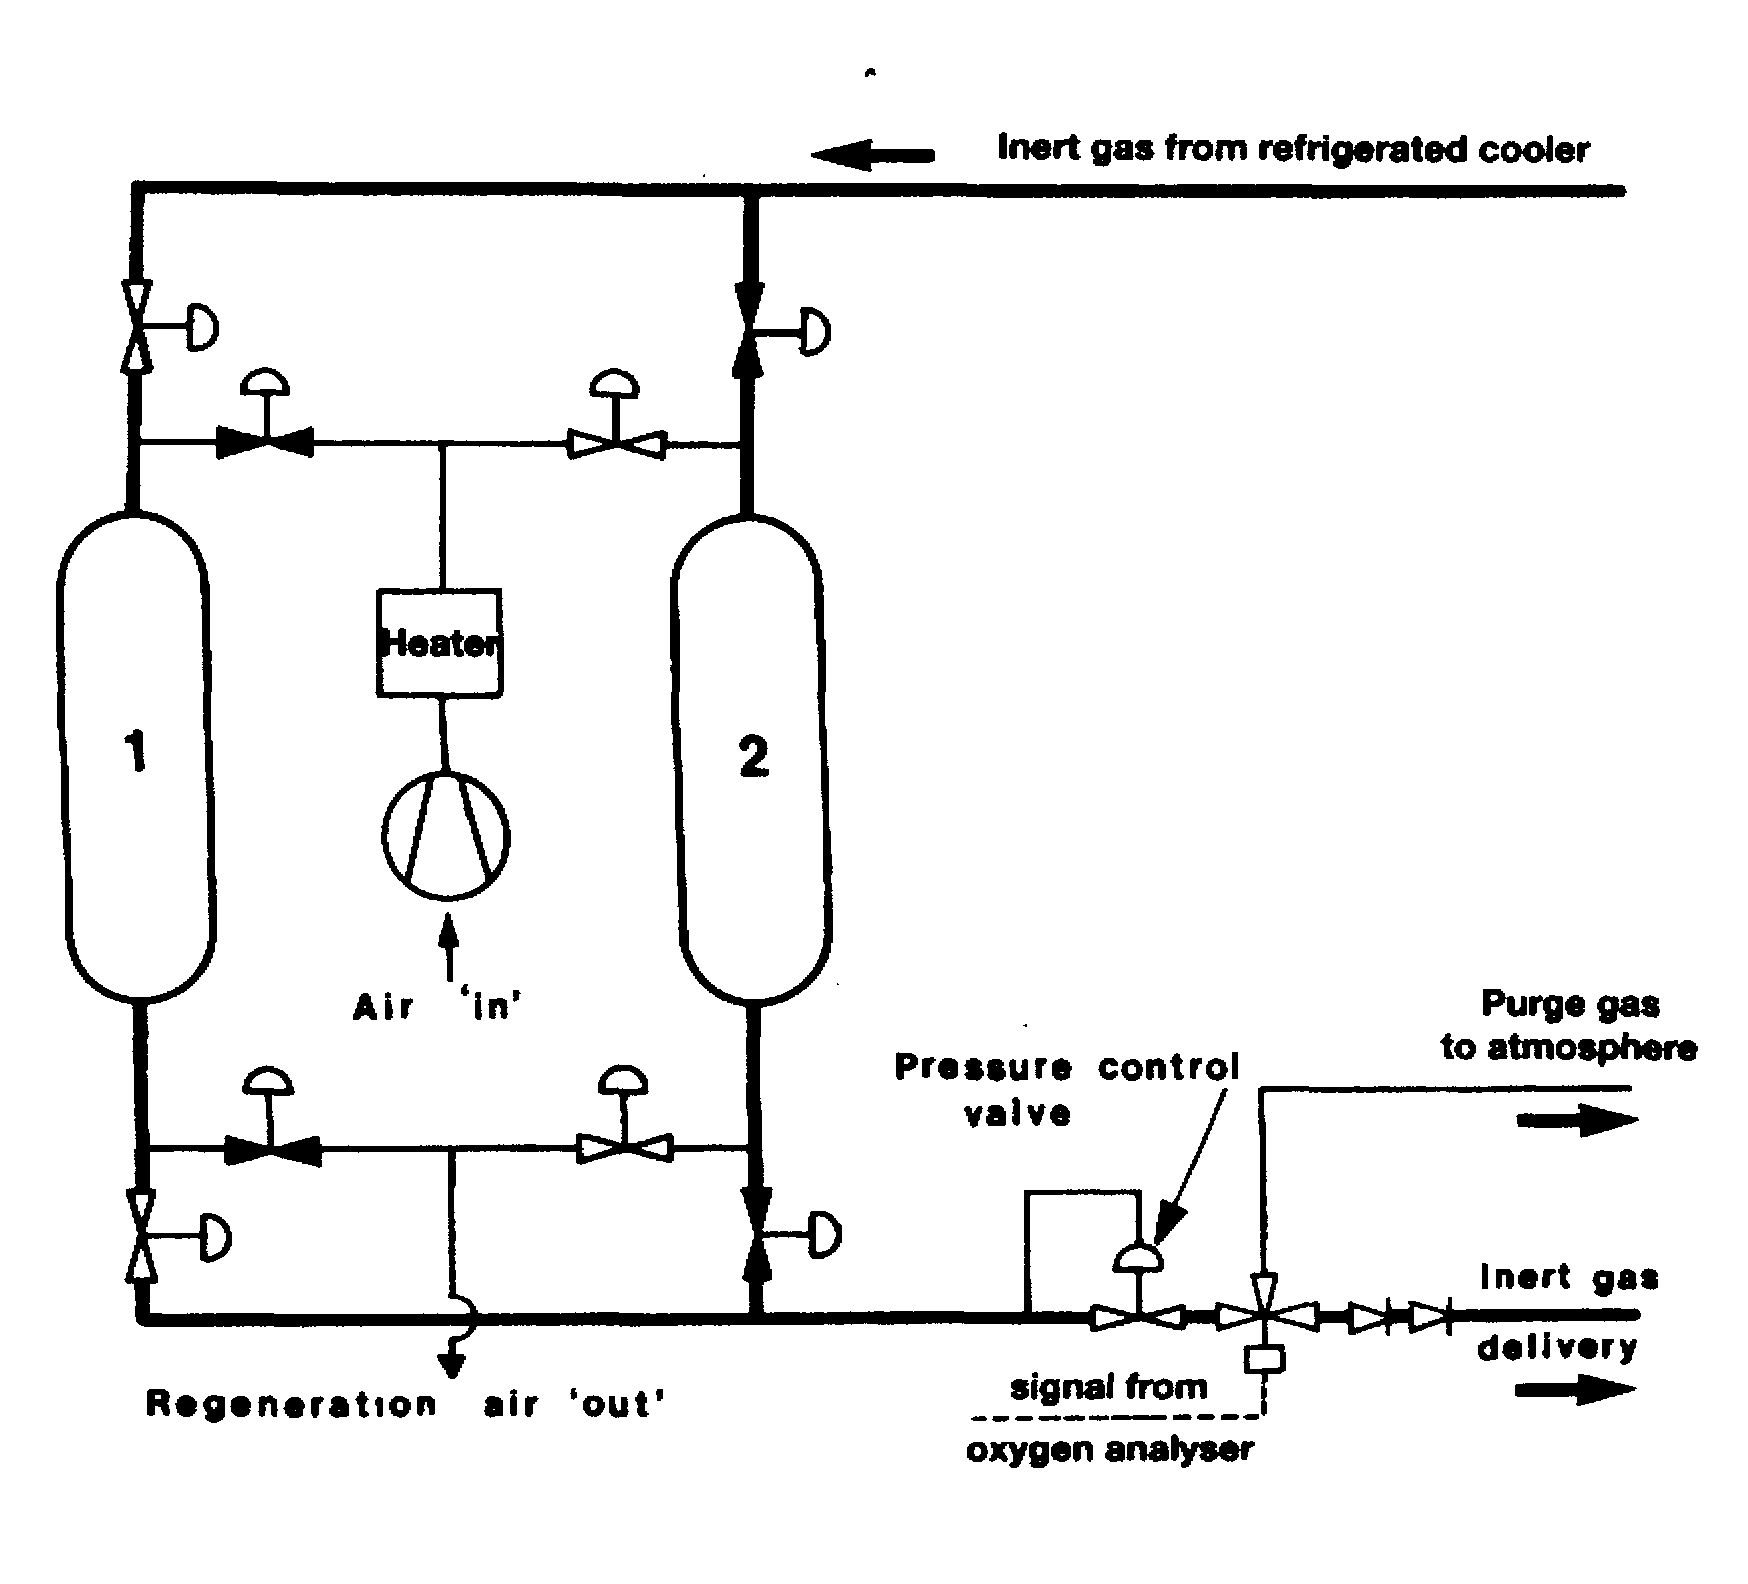 Inert gas from refrigerated cooler
Heater
1
2
Air 'in'
Purge gas
to atmosphere
Pressure control
valve
Inert gas
delivery
signal from
oxygen analyser
Regeneration air 'out'